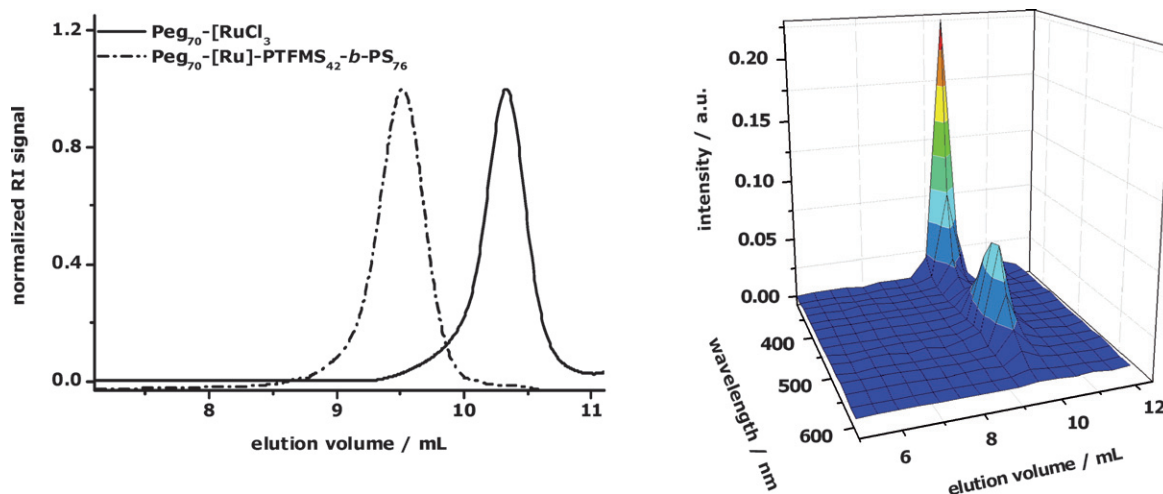 Peg70-[RuCl3
Peg70-[Ru]-PTFMS42-b-PS76
normalized RI signal
1.2
0.8
0.4
0.0
8
9
10
11
elution volume / mL
intensity / a.u.
0.20
0.15
0.10
0.05
0.00
wavelength / nm
400
500
600
6
8
10
12
elution volume / mL